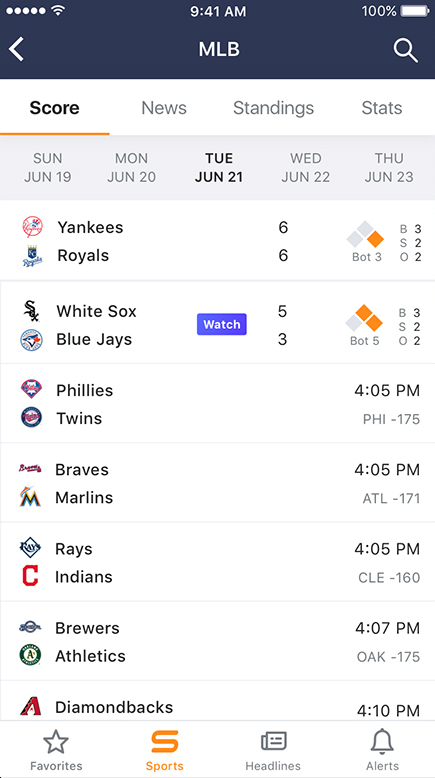 9:41 AM 100%
MLB
Score News Standings Stats
SUN MON TUE WED THU
JUN 19 JUN 20 JUN 21 JUN 22 JUN 23
Yankees 6 B 3
S 2
Royals 6 Bot 3 O 2
White Sox 5 B 3
Watch S 2
Blue Jays 3 Bot 5 O 2
Phillies 4:05 PM
Twins PHI -175
Braves 4:05 PM
Marlins ATL -171
Rays 4:05 PM
Indians CLE -160
Brewers 4:07 PM
Athletics OAK -175
Diamondbacks 4:10 PM
Favorites Sports Headlines Alerts